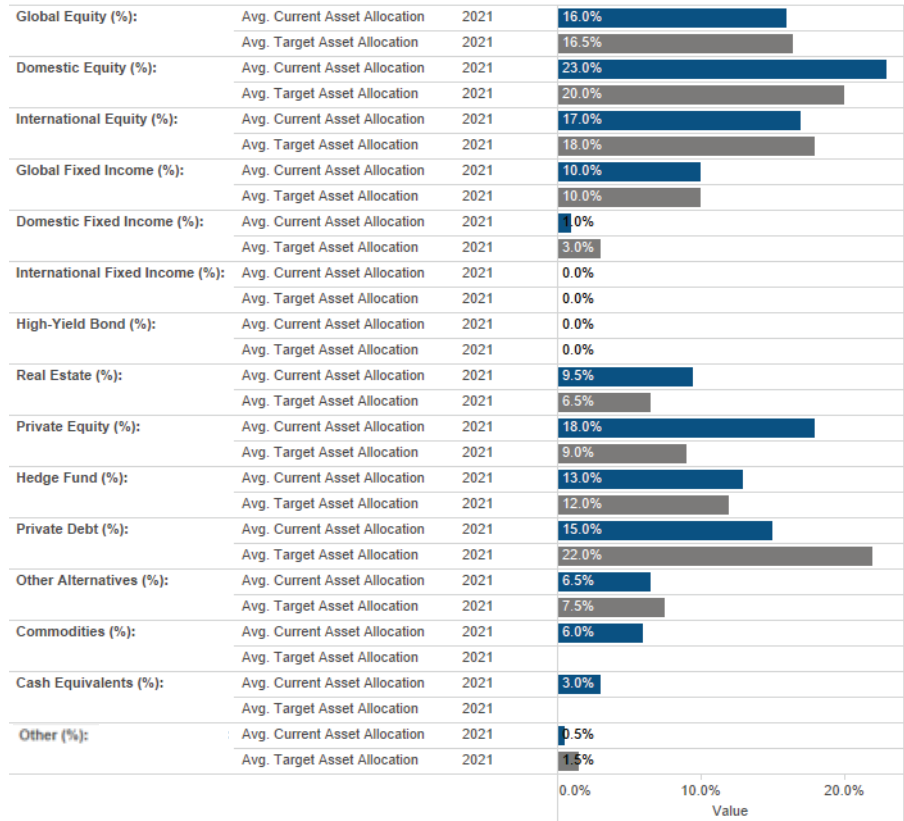 Global Equity (%): Avg. Current Asset Allocation 2021 16.0%
Avg. Target Asset Allocation 2021 16.5%
Domestic Equity (%): Avg. Current Asset Allocation 2021 23.0%
Avg. Target Asset Allocation 2021 20.0%
International Equity (%): Avg. Current Asset Allocation 2021 17.0%
Avg. Target Asset Allocation 2021 18.0%
Global Fixed Income (%): Avg. Current Asset Allocation 2021 10.0%
Avg. Target Asset Allocation 2021 10.0%
Domestic Fixed Income (%): Avg. Current Asset Allocation 2021 1.0%
Avg. Target Asset Allocation 2021 3.0%
International Fixed Income (%): Avg. Current Asset Allocation 2021 0.0%
Avg. Target Asset Allocation 2021 0.0%
High-Yield Bond (%): Avg. Current Asset Allocation 2021 0.0%
Avg. Target Asset Allocation 2021 0.0%
Real Estate (%): Avg. Current Asset Allocation 2021 9.5%
Avg. Target Asset Allocation 2021 6.5%
Private Equity (%): Avg. Current Asset Allocation 2021 18.0%
Avg. Target Asset Allocation 2021 9.0%
Hedge Fund (%): Avg. Current Asset Allocation 2021 13.0%
Avg. Target Asset Allocation 2021 12.0%
Private Debt (%): Avg. Current Asset Allocation 2021 15.0%
Avg. Target Asset Allocation 2021 22.0%
Other Alternatives (%): Avg. Current Asset Allocation 2021 6.5%
Avg. Target Asset Allocation 2021 7.5%
Commodities (%): Avg. Current Asset Allocation 2021 6.0%
Avg. Target Asset Allocation 2021
Cash Equivalents (%): Avg. Current Asset Allocation 2021 3.0%
Avg. Target Asset Allocation 2021
Other (%): Avg. Current Asset Allocation 2021 0.5%
Avg. Target Asset Allocation 2021 1.5%
0.0% 10.0% 20.0%
Value